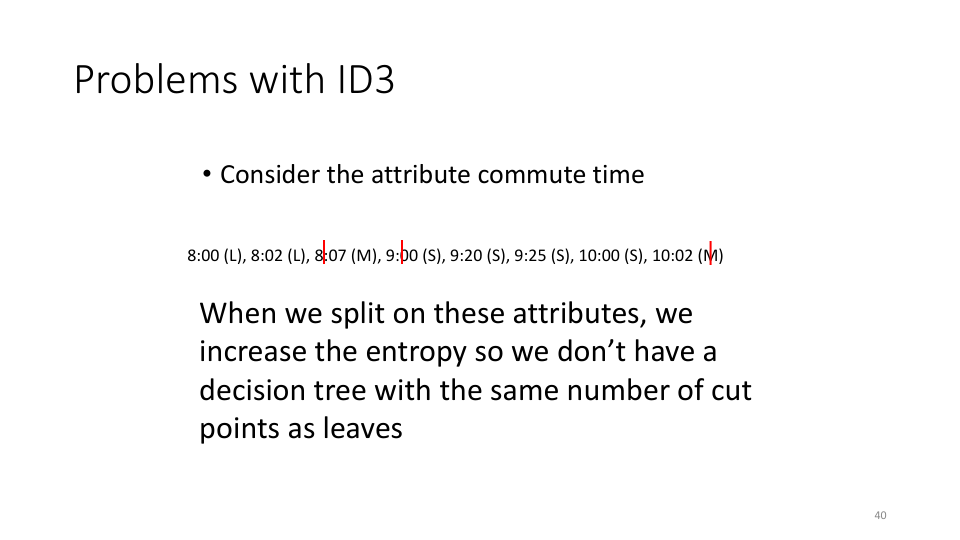 Problems with ID3
• Consider the attribute commute time
8:00 (L), 8:02 (L), 8:07 (M), 9:00 (S), 9:20 (S), 9:25 (S), 10:00 (S), 10:02 (M)
When we split on these attributes, we
increase the entropy so we don’t have a
decision tree with the same number of cut
points as leaves
40